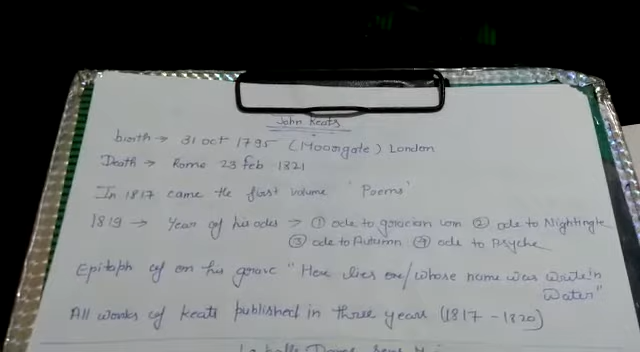 John Keats
birth → 31 oct 1795 (Moorgate) London
Death → Rome 23 feb 1821
In 1817 came the first volume 'Poems'
1819 → Year of his odes → ① ode to gracian urn ② ode to Nightingle
③ ode to Autumn ④ ode to Psyche
Epitaph of on his grave "Here lies one/whose name was write in
Water"
All works of Keats published in three years (1817 - 1820)